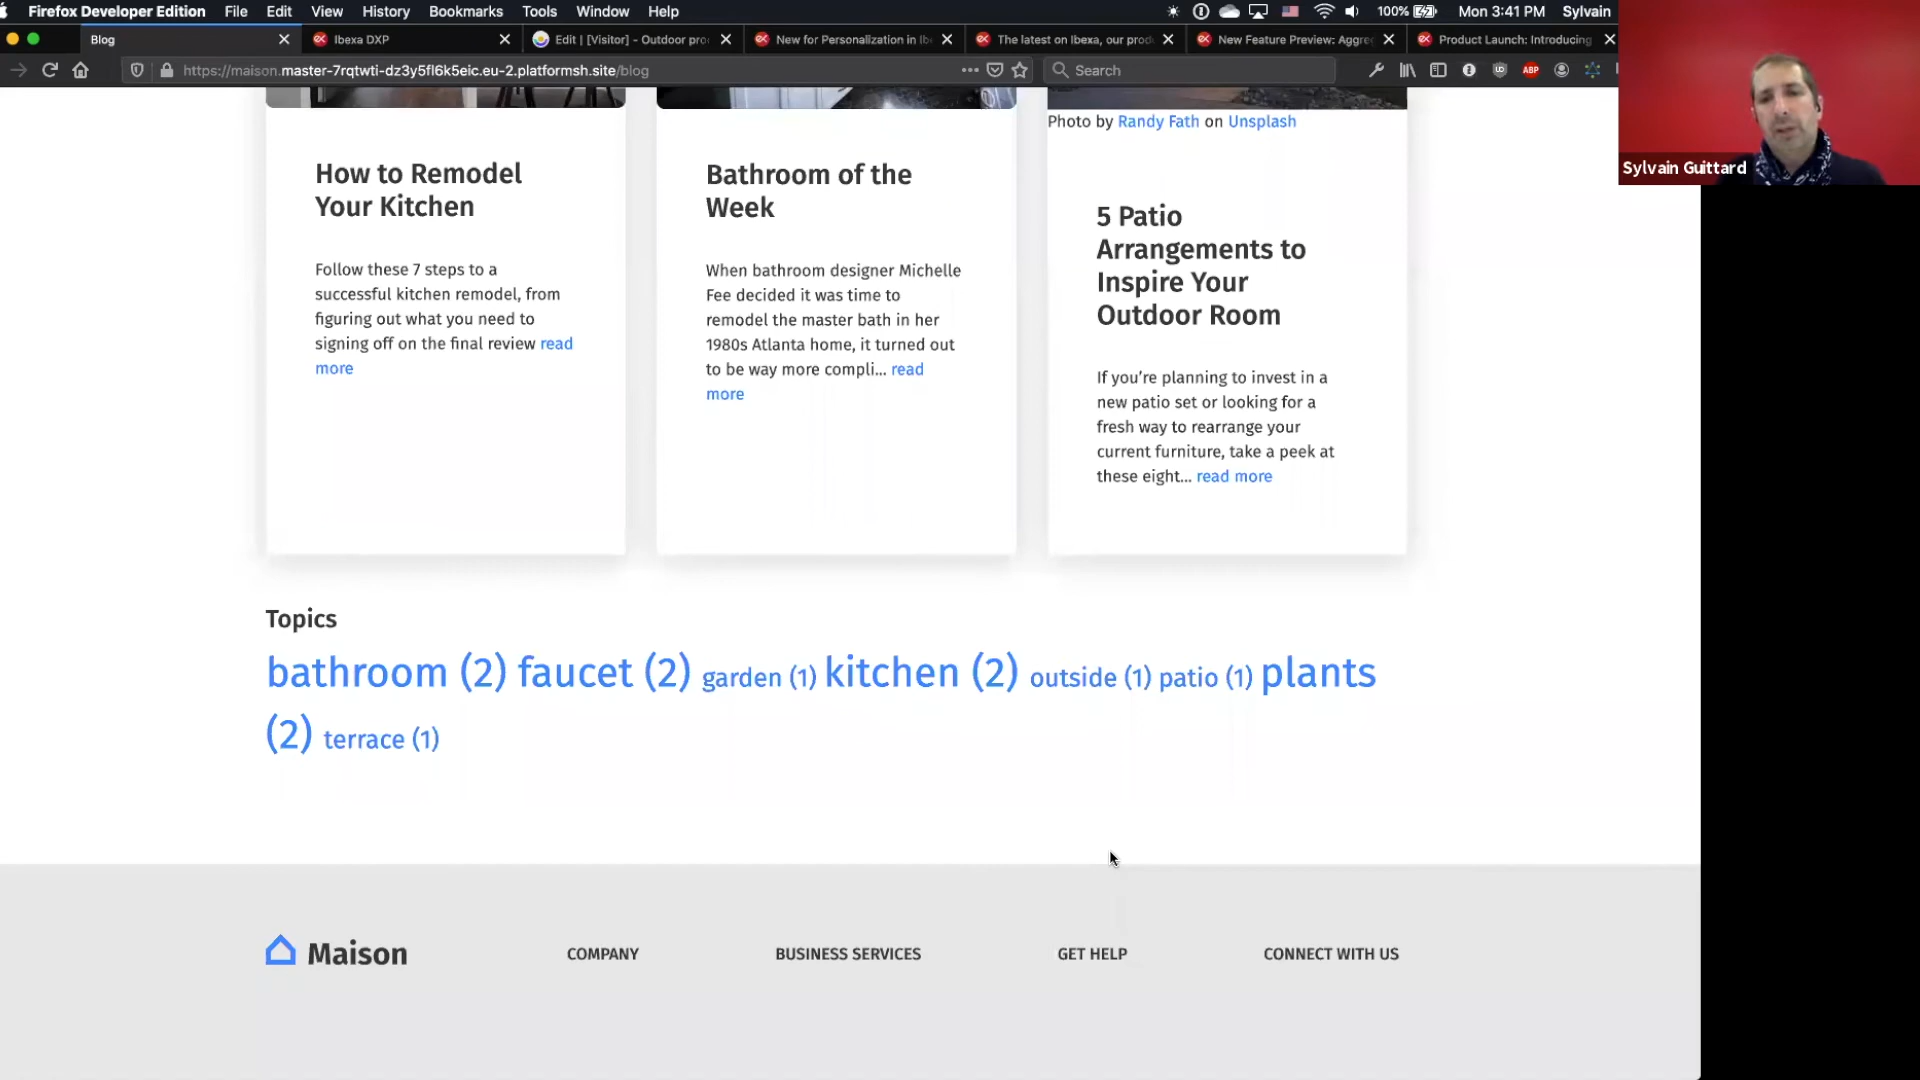 Firefox Developer Edition File Edit View History Bookmarks Tools Window Help 100% Mon 3:41 PM Sylvain
Blog Ibexa DXP Edit | [Visitor] - Outdoor pro New for Personalization in Ib The latest on Ibexa, our prod New Feature Preview: Aggre Product Launch: Introducing
https://maison.master-7rqtwti-dz3y5fl6k5eic.eu-2.platformsh.site/blog Search ABP
Sylvain Guittard
Photo by Randy Fath on Unsplash
How to Remodel
Your Kitchen
Follow these 7 steps to a
successful kitchen remodel, from
figuring out what you need to
signing off on the final review read
more
Bathroom of the
Week
When bathroom designer Michelle
Fee decided it was time to
remodel the master bath in her
1980s Atlanta home, it turned out
to be way more compli... read
more
5 Patio
Arrangements to
Inspire Your
Outdoor Room
If you’re planning to invest in a
new patio set or looking for a
fresh way to rearrange your
current furniture, take a peek at
these eight... read more
Topics
bathroom (2) faucet (2) garden (1) kitchen (2) outside (1) patio (1) plants
(2) terrace (1)
Maison COMPANY BUSINESS SERVICES GET HELP CONNECT WITH US